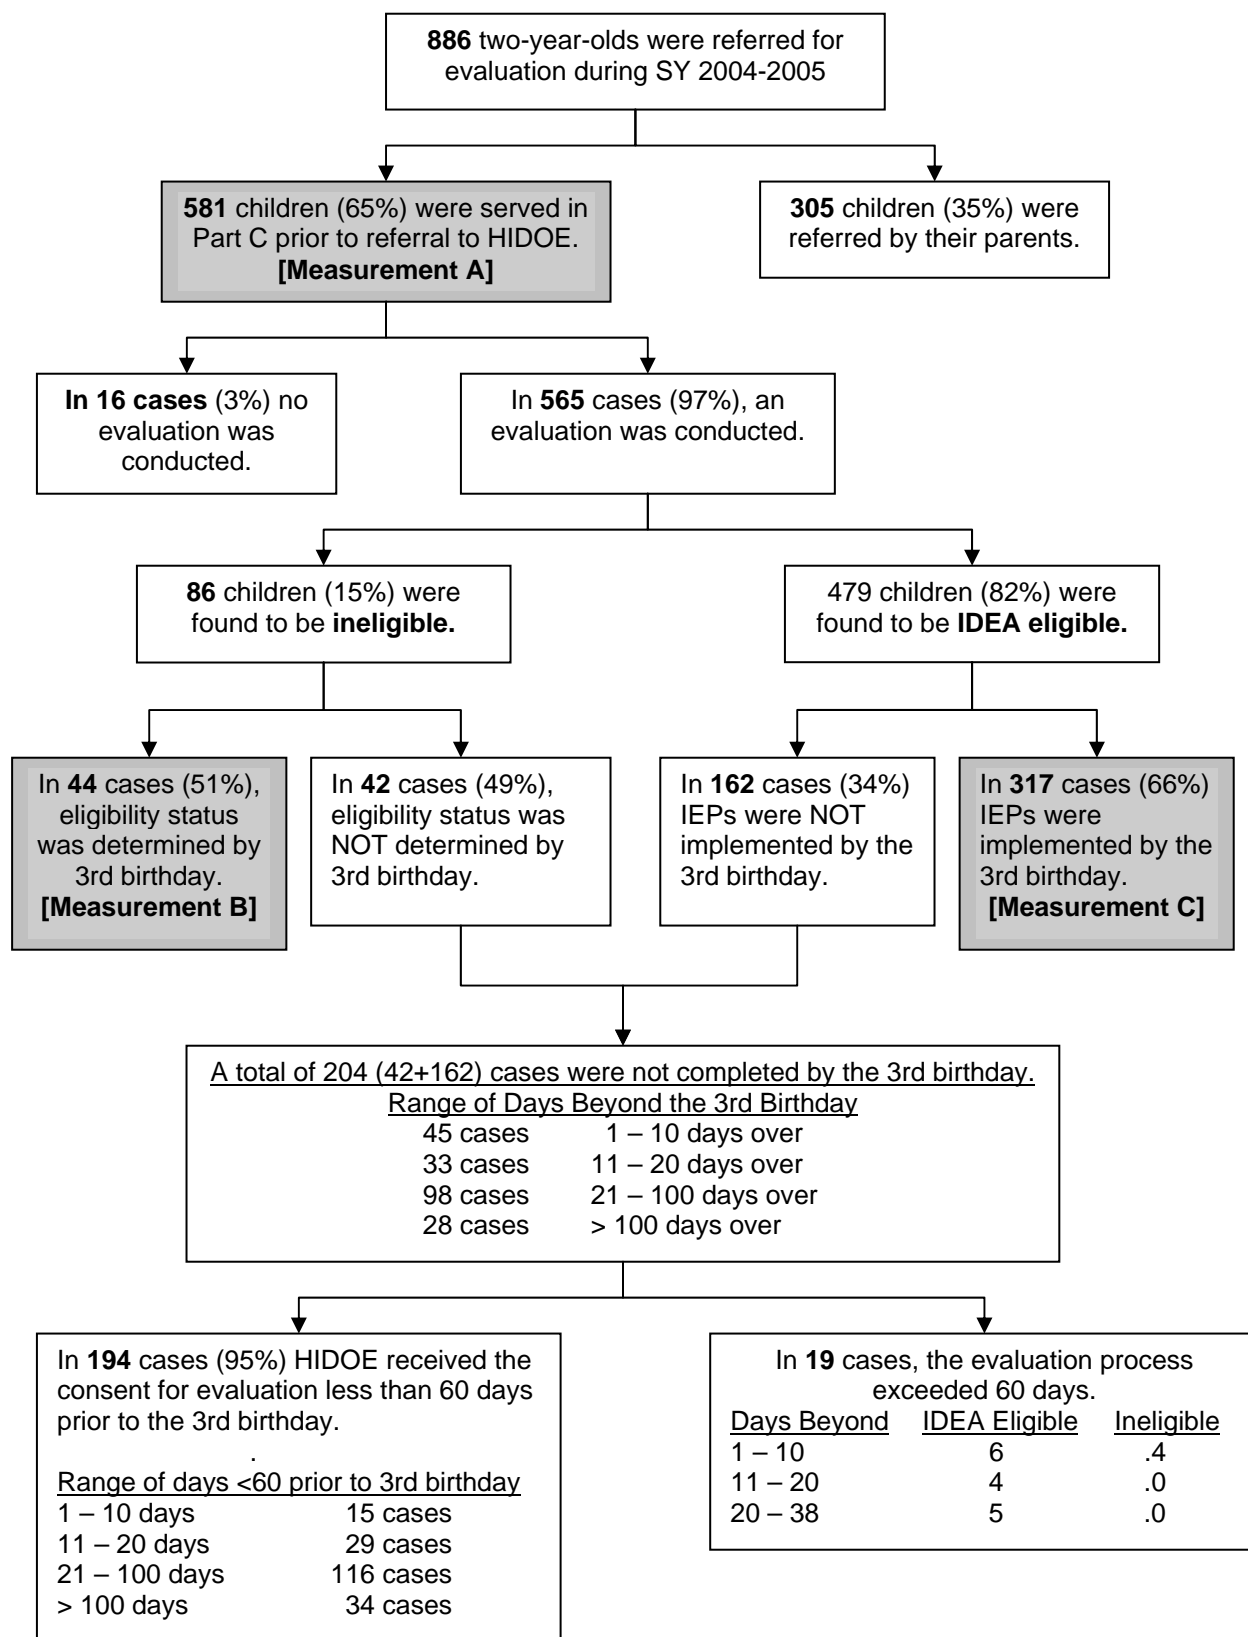 886 two-year-olds were referred for
evaluation during SY 2004-2005
581 children (65%) were served in
Part C prior to referral to HIDOE.
[Measurement A]
305 children (35%) were
referred by their parents.
In 16 cases (3%) no
evaluation was
conducted.
In 565 cases (97%), an
evaluation was conducted.
86 children (15%) were
found to be ineligible.
479 children (82%) were
found to be IDEA eligible.
In 44 cases (51%),
eligibility status
was determined by
3rd birthday.
[Measurement B]
In 42 cases (49%),
eligibility status was
NOT determined by
3rd birthday.
In 162 cases (34%)
IEPs were NOT
implemented by the
3rd birthday.
In 317 cases (66%)
IEPs were
implemented by the
3rd birthday.
[Measurement C]
A total of 204 (42+162) cases were not completed by the 3rd birthday.
Range of Days Beyond the 3rd Birthday
45 cases 1 – 10 days over
33 cases 11 – 20 days over
98 cases 21 – 100 days over
28 cases > 100 days over
In 194 cases (95%) HIDOE received the
consent for evaluation less than 60 days
prior to the 3rd birthday.
.
Range of days <60 prior to 3rd birthday
1 – 10 days 15 cases
11 – 20 days 29 cases
21 – 100 days 116 cases
> 100 days 34 cases
In 19 cases, the evaluation process
exceeded 60 days.
Days Beyond IDEA Eligible Ineligible
1 – 10 6 .4
11 – 20 4 .0
20 – 38 5 .0